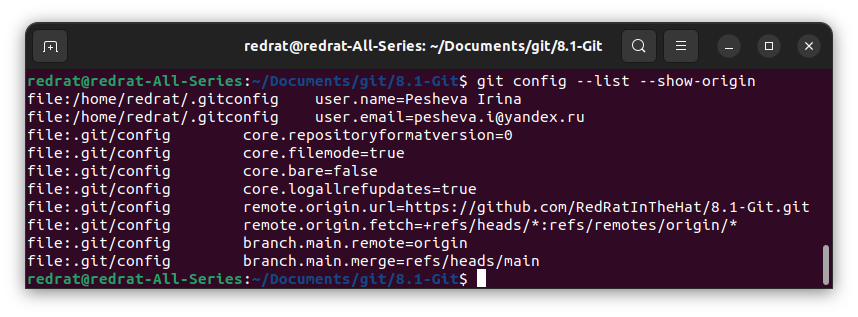 redrat@redrat-All-Series: ~/Documents/git/8.1-Git
redrat@redrat-All-Series:~/Documents/git/8.1-Git$ git config --list --show-origin
file:/home/redrat/.gitconfig    user.name=Pesheva Irina
file:/home/redrat/.gitconfig    user.email=pesheva.i@yandex.ru
file:.git/config        core.repositoryformatversion=0
file:.git/config        core.filemode=true
file:.git/config        core.bare=false
file:.git/config        core.logallrefupdates=true
file:.git/config        remote.origin.url=https://github.com/RedRatInTheHat/8.1-Git.git
file:.git/config        remote.origin.fetch=+refs/heads/*:refs/remotes/origin/*
file:.git/config        branch.main.remote=origin
file:.git/config        branch.main.merge=refs/heads/main
redrat@redrat-All-Series:~/Documents/git/8.1-Git$